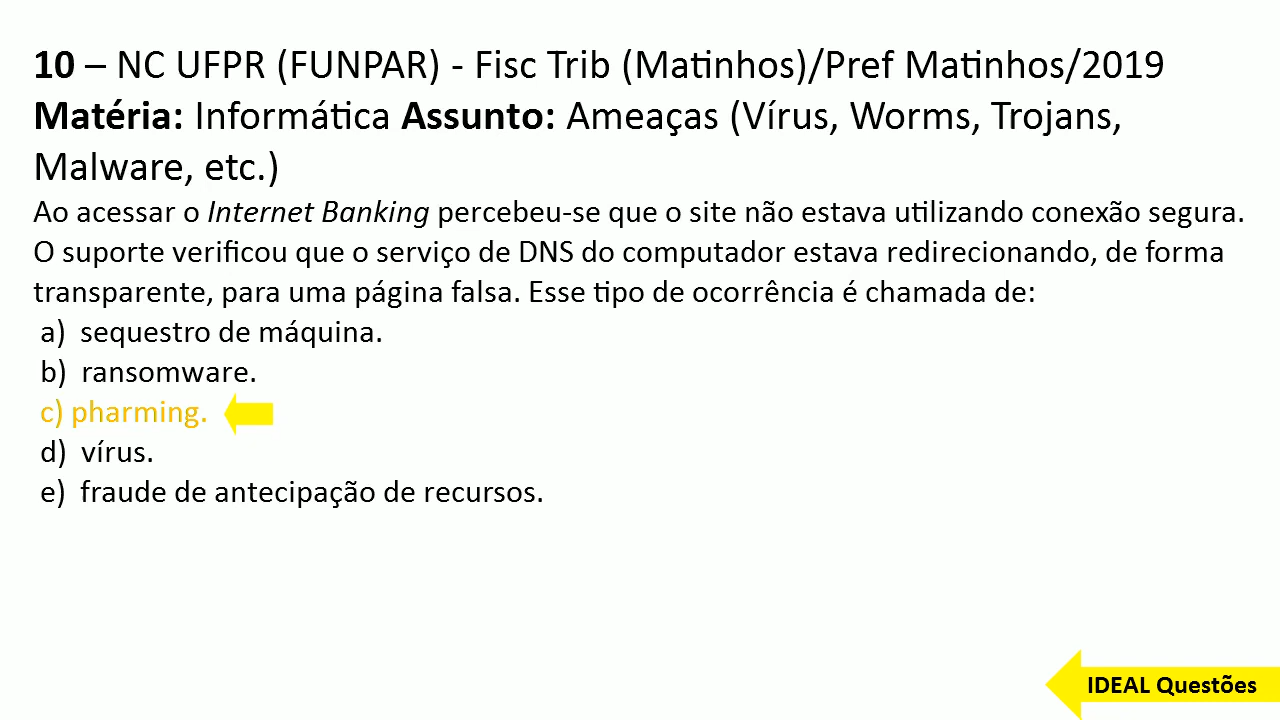 10 – NC UFPR (FUNPAR) - Fisc Trib (Matinhos)/Pref Matinhos/2019
Matéria: Informática Assunto: Ameaças (Vírus, Worms, Trojans,
Malware, etc.)
Ao acessar o Internet Banking percebeu-se que o site não estava utilizando conexão segura.
O suporte verificou que o serviço de DNS do computador estava redirecionando, de forma
transparente, para uma página falsa. Esse tipo de ocorrência é chamada de:
a) sequestro de máquina.
b) ransomware.
c) pharming.
d) vírus.
e) fraude de antecipação de recursos.
IDEAL Questões